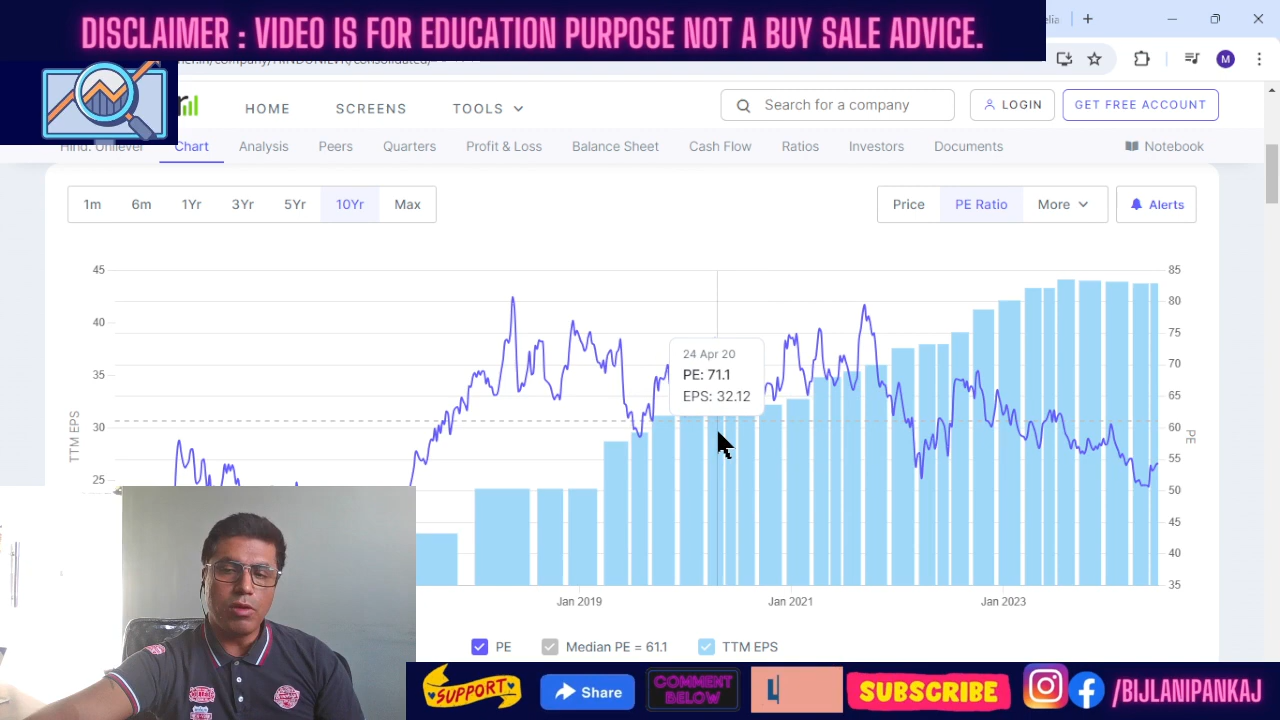 DISCLAIMER : VIDEO IS FOR EDUCATION PURPOSE NOT A BUY SALE ADVICE.
elia
M
HOME SCREENS TOOLS Search for a company LOGIN GET FREE ACCOUNT
Hind. Unilever Chart Analysis Peers Quarters Profit & Loss Balance Sheet Cash Flow Ratios Investors Documents Notebook
1m 6m 1Yr 3Yr 5Yr 10Yr Max Price PE Ratio More Alerts
45 85
80
40
75
24 Apr 20
PE: 71.1
EPS: 32.12
70
35
65
30 60
TTM EPS
PE
55
25
50
45
40
35
Jan 2019 Jan 2021 Jan 2023
PE Median PE = 61.1 TTM EPS
SUPPORT Share COMMENT BELOW SUBSCRIBE /BIJLANIPANKAJ